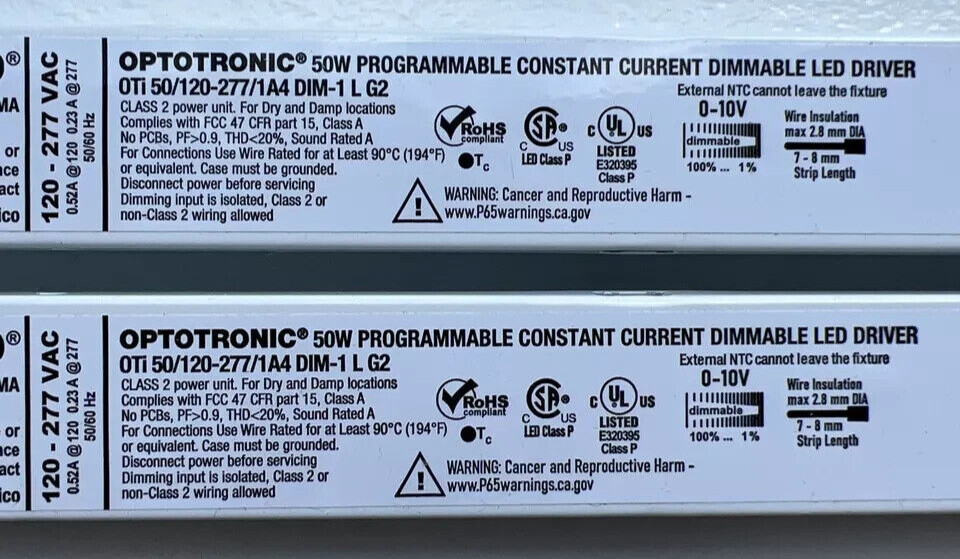 ®
MA
or
ace
act
ico
120 - 277 VAC
0.52A @120 0.23 A @277
50/60 Hz
OPTOTRONIC® 50W PROGRAMMABLE CONSTANT CURRENT DIMMABLE LED DRIVER
OTi 50/120-277/1A4 DIM-1 L G2
CLASS 2 power unit. For Dry and Damp locations
Complies with FCC 47 CFR part 15, Class A
No PCBs, PF>0.9, THD<20%, Sound Rated A
For Connections Use Wire Rated for at Least 90°C (194°F)
or equivalent. Case must be grounded.
Disconnect power before servicing
Dimming input is isolated, Class 2 or
non-Class 2 wiring allowed
RoHS
compliant
Tc
SA®
C US
LED Class P
C UL US
LISTED
E320395
Class P
WARNING: Cancer and Reproductive Harm -
www.P65warnings.ca.gov
External NTC cannot leave the fixture
0-10V
dimmable
100% ... 1%
Wire Insulation
max 2.8 mm DIA
7 - 8 mm
Strip Length
®
MA
or
ace
act
ico
120 - 277 VAC
0.52A @120 0.23 A @277
50/60 Hz
OPTOTRONIC® 50W PROGRAMMABLE CONSTANT CURRENT DIMMABLE LED DRIVER
OTi 50/120-277/1A4 DIM-1 L G2
CLASS 2 power unit. For Dry and Damp locations
Complies with FCC 47 CFR part 15, Class A
No PCBs, PF>0.9, THD<20%, Sound Rated A
For Connections Use Wire Rated for at Least 90°C (194°F)
or equivalent. Case must be grounded.
Disconnect power before servicing
Dimming input is isolated, Class 2 or
non-Class 2 wiring allowed
RoHS
compliant
Tc
SA®
C US
LED Class P
C UL US
LISTED
E320395
Class P
WARNING: Cancer and Reproductive Harm -
www.P65warnings.ca.gov
External NTC cannot leave the fixture
0-10V
dimmable
100% ... 1%
Wire Insulation
max 2.8 mm DIA
7 - 8 mm
Strip Length